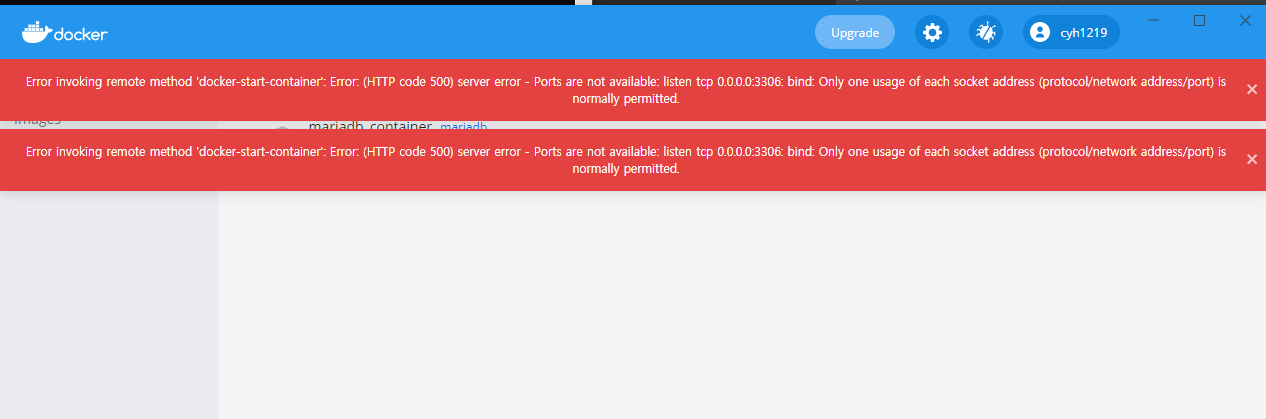 docker
Upgrade
cyh1219
Error invoking remote method 'docker-start-container': Error: (HTTP code 500) server error - Ports are not available: listen tcp 0.0.0.0:3306: bind: Only one usage of each socket address (protocol/network address/port) is
normally permitted.
Images
mariadb_container mariadb
Error invoking remote method 'docker-start-container': Error: (HTTP code 500) server error - Ports are not available: listen tcp 0.0.0.0:3306: bind: Only one usage of each socket address (protocol/network address/port) is
normally permitted.